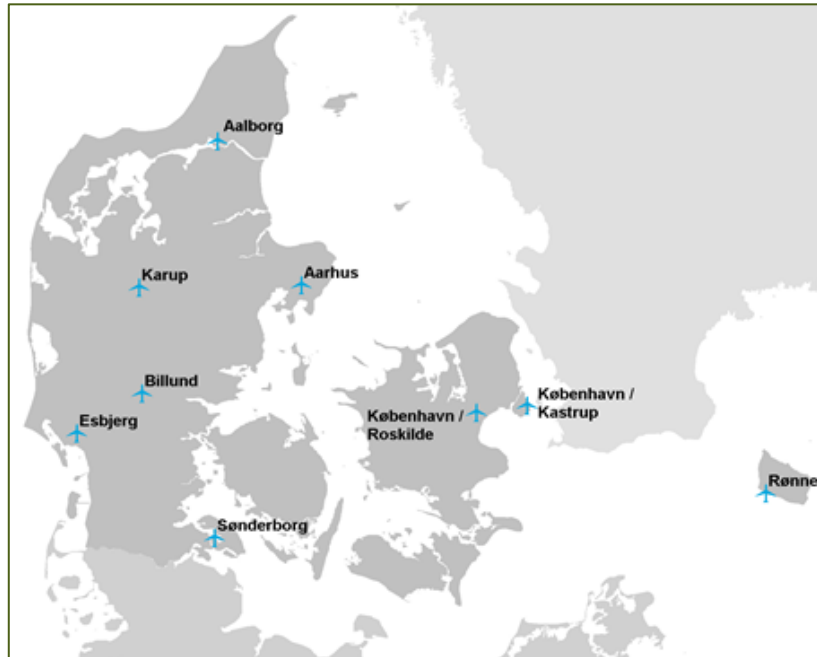 Aalborg
Karup
Aarhus
Billund
Esbjerg
København /
Kastrup
København /
Roskilde
Rønne
Sønderborg